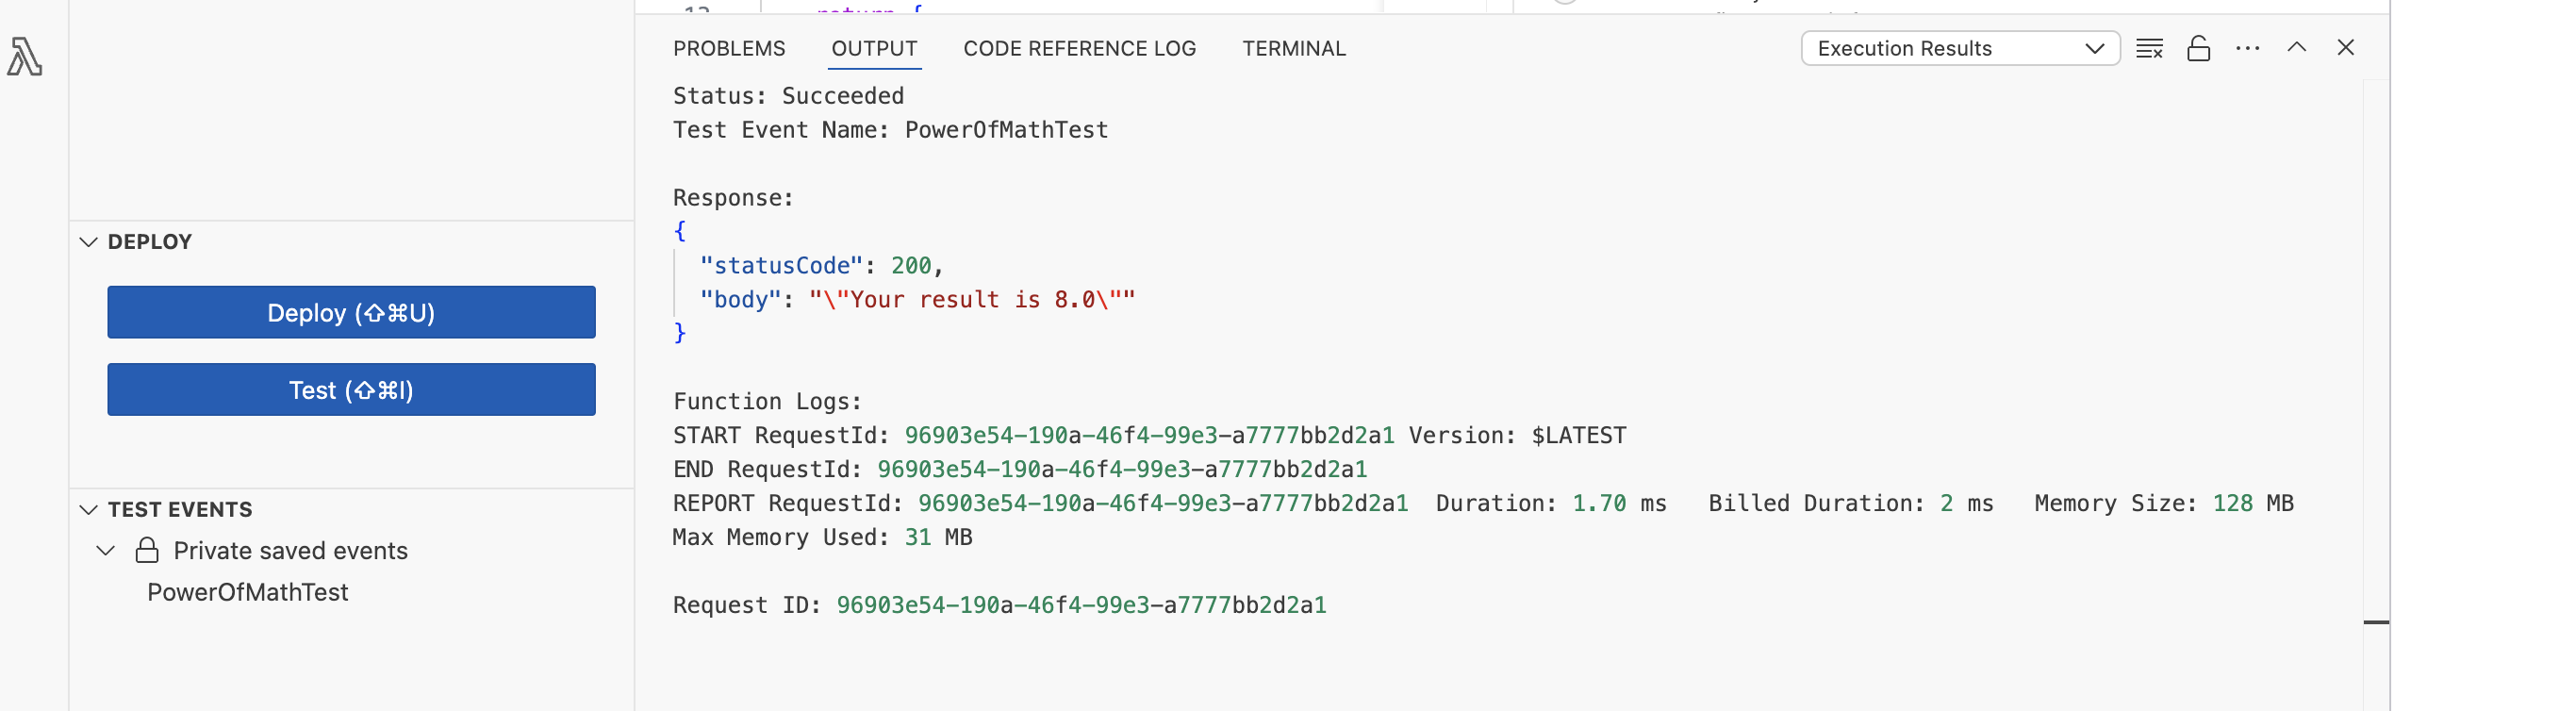 PROBLEMS OUTPUT CODE REFERENCE LOG TERMINAL Execution Results
Status: Succeeded
Test Event Name: PowerOfMathTest
Response:
{
"statusCode": 200,
"body": "\"Your result is 8.0\""
}
Function Logs:
START RequestId: 96903e54-190a-46f4-99e3-a7777bb2d2a1 Version: $LATEST
END RequestId: 96903e54-190a-46f4-99e3-a7777bb2d2a1
REPORT RequestId: 96903e54-190a-46f4-99e3-a7777bb2d2a1 Duration: 1.70 ms Billed Duration: 2 ms Memory Size: 128 MB
Max Memory Used: 31 MB
Request ID: 96903e54-190a-46f4-99e3-a7777bb2d2a1
DEPLOY
Deploy (⇧⌘U)
Test (⇧⌘I)
TEST EVENTS
Private saved events
PowerOfMathTest